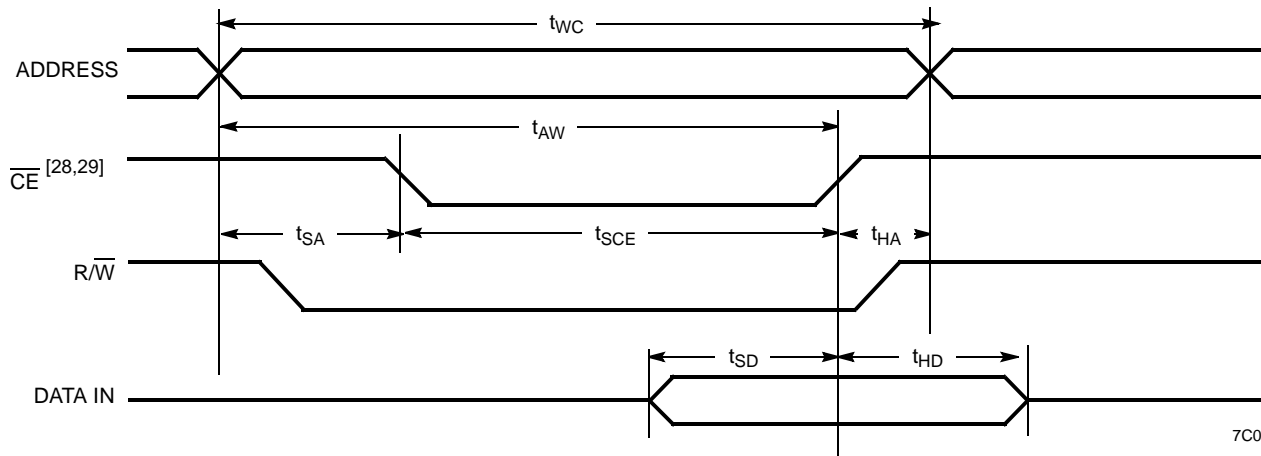 tWC
ADDRESS
tAW
CE [28,29]
tSA
tSCE
tHA
R/W
tSD
tHD
DATA IN
7C0